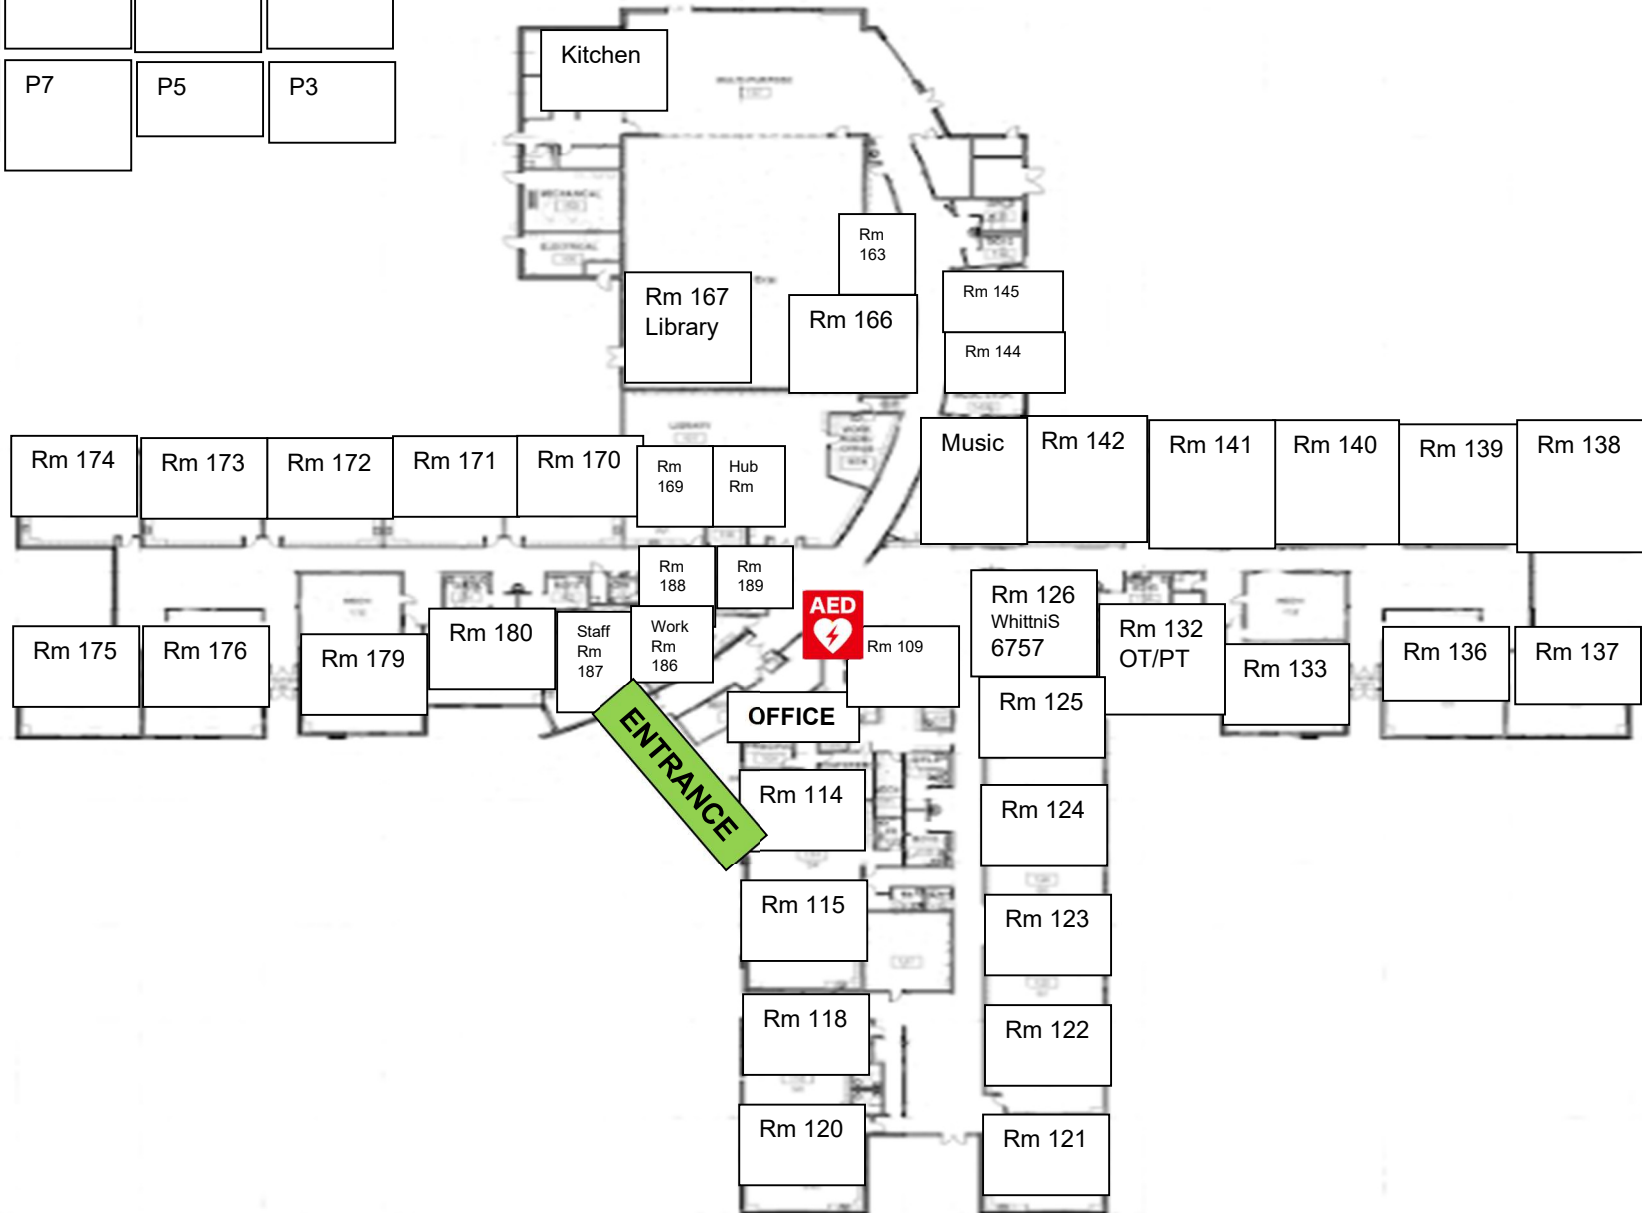 P7
P5
P3
Kitchen
MULTI-PURPOSE
MECHANICAL
ELECTRICAL
Rm
163
Rm 167
Library
Rm 166
Rm 145
Rm 144
LIBRARY
Rm 174
Rm 173
Rm 172
Rm 171
Rm 170
Rm
169
Hub
Rm
Music
Rm 142
Rm 141
Rm 140
Rm 139
Rm 138
Rm
188
Rm
189
AED
Rm 175
Rm 176
Rm 179
Rm 180
Staff
Rm
187
Work
Rm
186
Rm 109
Rm 126
WhittniS
6757
Rm 132
OT/PT
Rm 133
Rm 136
Rm 137
OFFICE
ENTRANCE
Rm 125
Rm 114
Rm 124
Rm 115
Rm 123
Rm 118
Rm 122
Rm 120
Rm 121